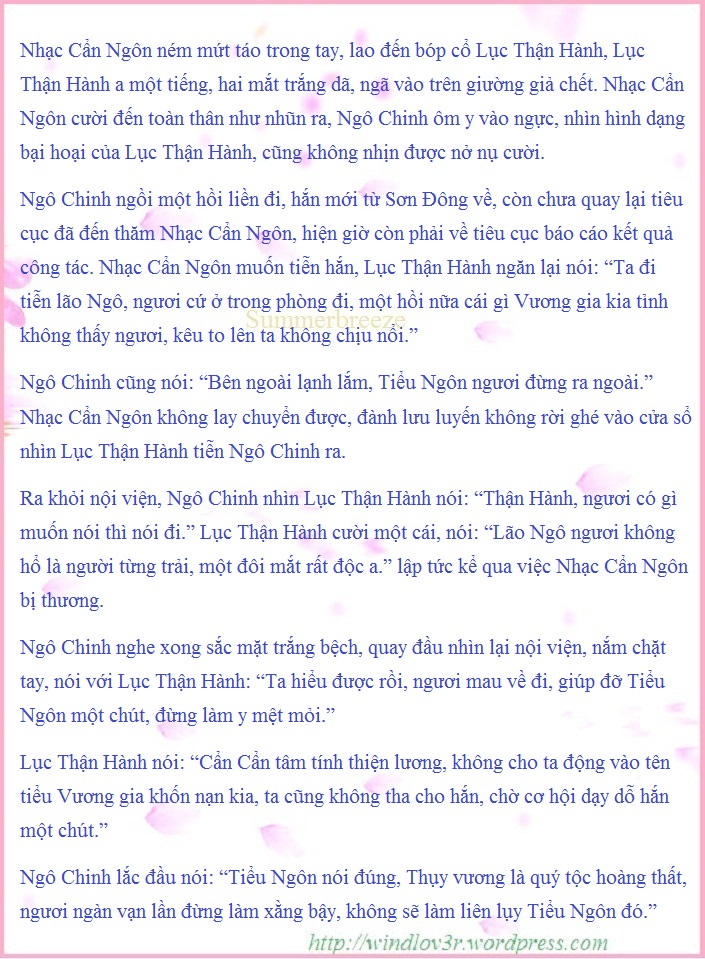 Nhạc Cẩn Ngôn ném mứt táo trong tay, lao đến bóp cổ Lục Thận Hành, Lục
Thận Hành a một tiếng, hai mắt trắng dã, ngã vào trên giường giả chết. Nhạc Cẩn
Ngôn cười đến toàn thân như nhũn ra, Ngô Chinh ôm y vào ngực, nhìn hình dạng
bại hoại của Lục Thận Hành, cũng không nhịn được nở nụ cười.
Ngô Chinh ngồi một hồi liền đi, hắn mới từ Sơn Đông về, còn chưa quay lại tiêu
cục đã đến thăm Nhạc Cẩn Ngôn, hiện giờ còn phải về tiêu cục báo cáo kết quả
công tác. Nhạc Cẩn Ngôn muốn tiễn hắn, Lục Thận Hành ngăn lại nói: “Ta đi
tiễn lão Ngô, ngươi cứ ở trong phòng đi, một hồi nữa cái gì Vương gia kia tỉnh
Summerbreeze
không thấy ngươi, kêu to lên ta không chịu nổi.”
Ngô Chinh cũng nói: “Bên ngoài lạnh lắm, Tiểu Ngôn ngươi đừng ra ngoài.”
Nhạc Cẩn Ngôn không lay chuyển được, đành lưu luyến không rời ghé vào cửa sổ
nhìn Lục Thận Hành tiễn Ngô Chinh ra.
Ra khỏi nội viện, Ngô Chinh nhìn Lục Thận Hành nói: “Thận Hành, ngươi có gì
muốn nói thì nói đi.” Lục Thận Hành cười một cái, nói: “Lão Ngô ngươi không
hổ là người từng trải, một đôi mắt rất độc a.” lập tức kể qua việc Nhạc Cẩn Ngôn
bị thương.
Ngô Chinh nghe xong sắc mặt trắng bệch, quay đầu nhìn lại nội viện, nắm chặt
tay, nói với Lục Thận Hành: “Ta hiểu được rồi, ngươi mau về đi, giúp đỡ Tiểu
Ngôn một chút, đừng làm y mệt mỏi.”
Lục Thận Hành nói: “Cẩn Cẩn tâm tính thiện lương, không cho ta động vào tên
tiểu Vương gia khốn nạn kia, ta cũng không tha cho hắn, chờ cơ hội dạy dỗ hắn
một chút.”
Ngô Chinh lắc đầu nói: “Tiểu Ngôn nói đúng, Thụy vương là quý tộc hoàng thất,
ngươi ngàn vạn lần đừng làm xằng bậy, không sẽ làm liên lụy Tiểu Ngôn đó.”
http://windlov3r.wordpress.com